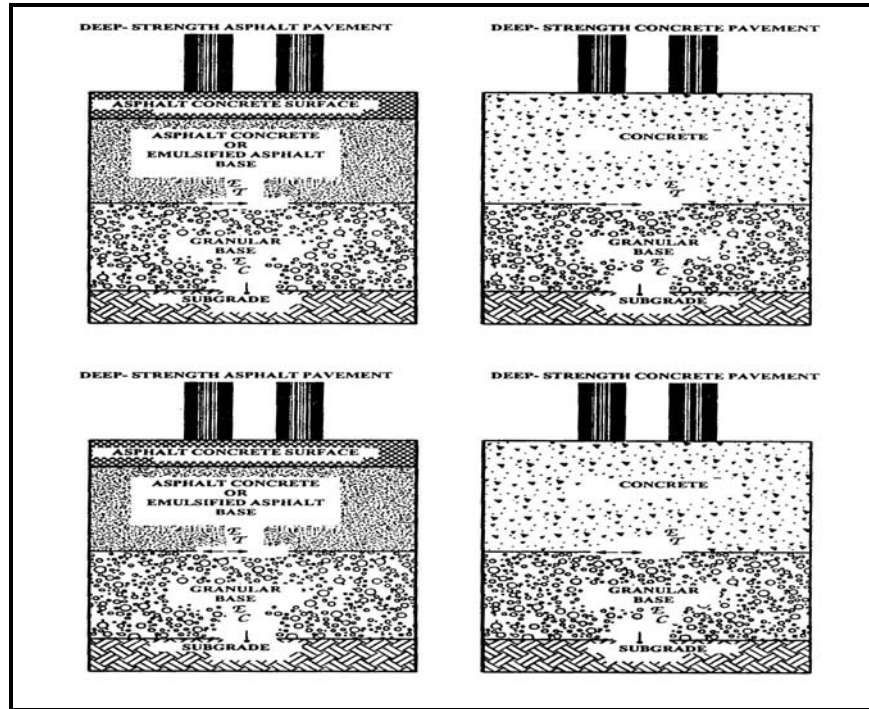 DEEP- STRENGTH ASPHALT PAVEMENT
ASPHALT CONCRETE SURFACE
ASPHALT CONCRETE
OR
EMULSIFIED ASPHALT
BASE
E
T
GRANULAR
BASE
E
C
SUBGRADE
DEEP- STRENGTH CONCRETE PAVEMENT
CONCRETE
E
T
GRANULAR
BASE
E
C
SUBGRADE
DEEP- STRENGTH ASPHALT PAVEMENT
ASPHALT CONCRETE SURFACE
ASPHALT CONCRETE
OR
EMULSIFIED ASPHALT
BASE
E
T
GRANULAR
BASE
E
C
SUBGRADE
DEEP- STRENGTH CONCRETE PAVEMENT
CONCRETE
E
T
GRANULAR
BASE
E
C
SUBGRADE